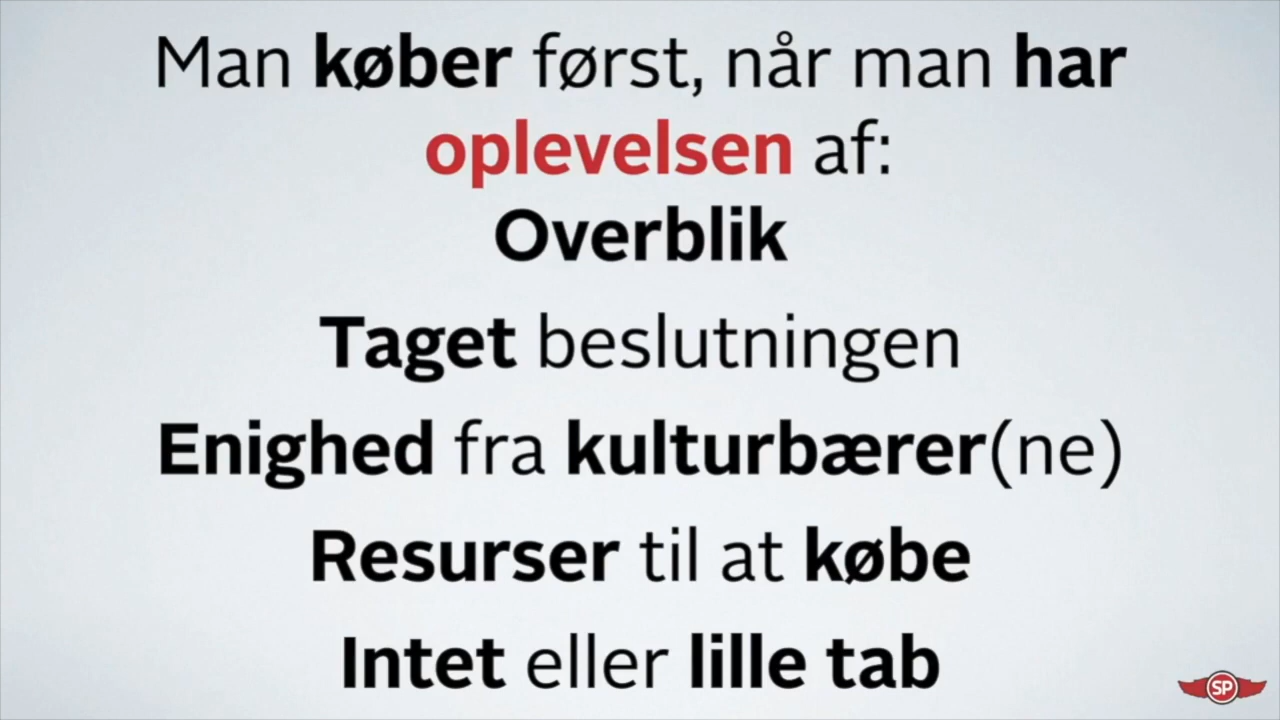 Man køber først, når man har
oplevelsen af:
Overblik
Taget beslutningen
Enighed fra kulturbærer(ne)
Resurser til at købe
Intet eller lille tab
SP